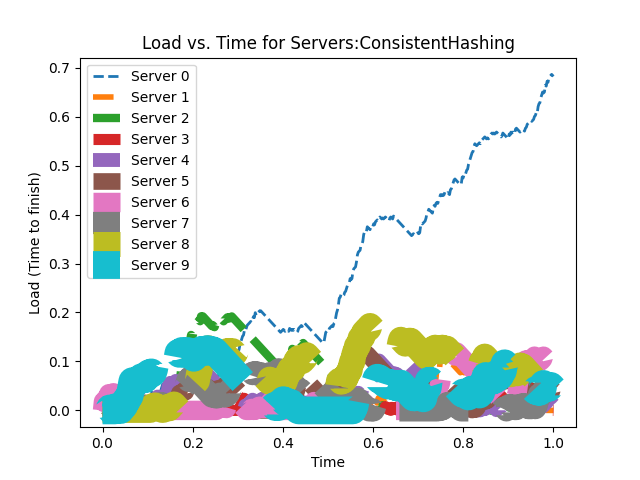 Load vs. Time for Servers:ConsistentHashing
Load (Time to finish)
0.7
0.6
0.5
0.4
0.3
0.2
0.1
0.0
Server 0
Server 1
Server 2
Server 3
Server 4
Server 5
Server 6
Server 7
Server 8
Server 9
0.0 0.2 0.4 0.6 0.8 1.0
Time